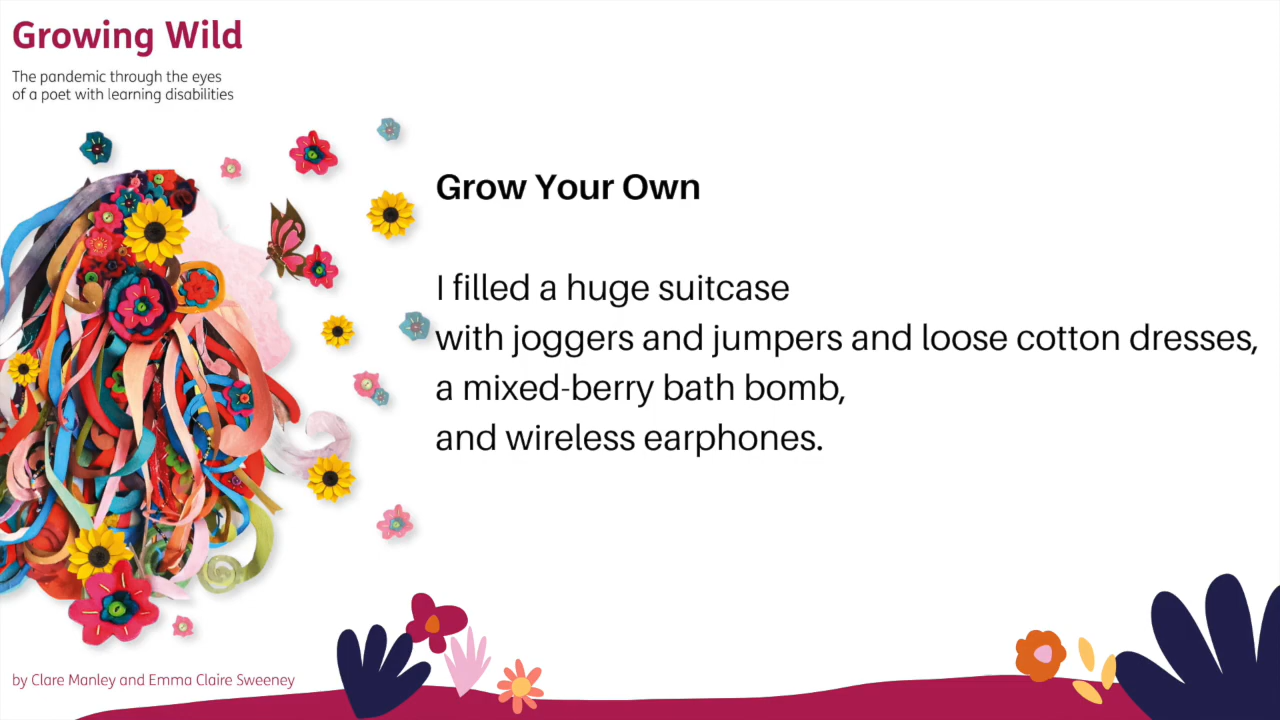 Growing Wild
The pandemic through the eyes
of a poet with learning disabilities
Grow Your Own
I filled a huge suitcase
with joggers and jumpers and loose cotton dresses,
a mixed-berry bath bomb,
and wireless earphones.
by Clare Manley and Emma Claire Sweeney